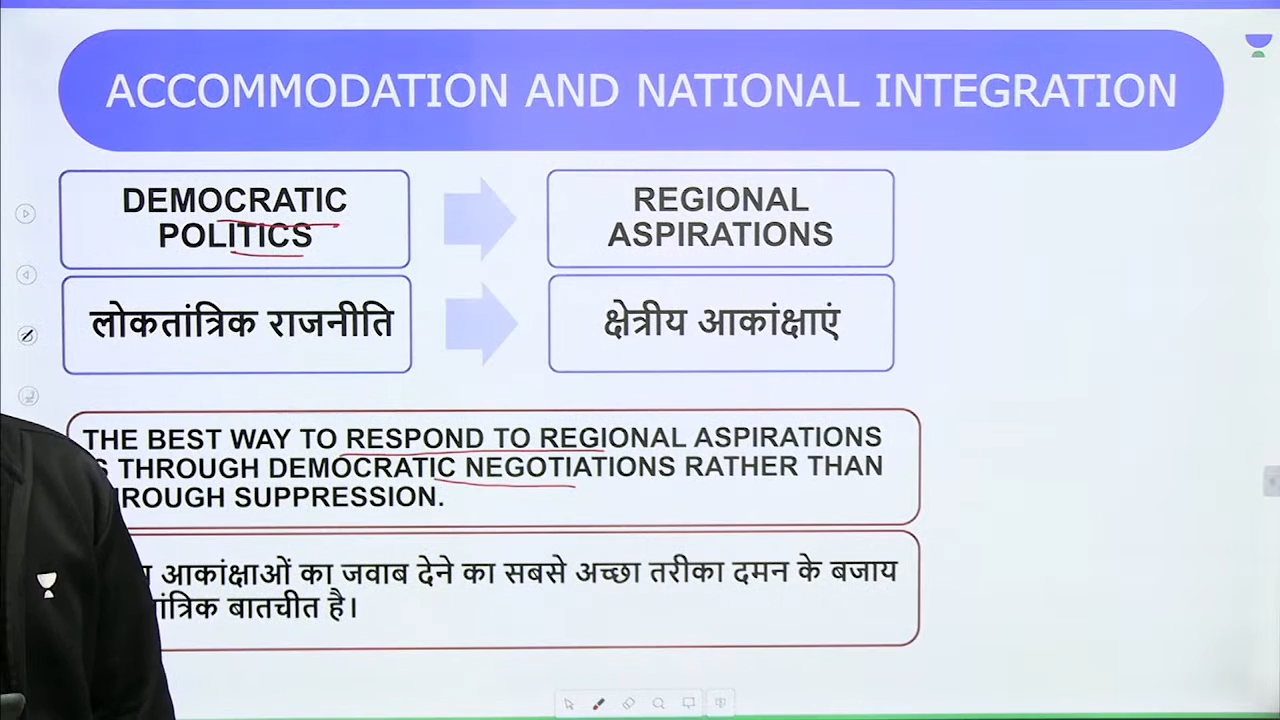 ACCOMMODATION AND NATIONAL INTEGRATION
DEMOCRATIC
POLITICS
REGIONAL
ASPIRATIONS
लोकतांत्रिक राजनीति
क्षेत्रीय आकांक्षाएं
THE BEST WAY TO RESPOND TO REGIONAL ASPIRATIONS
THROUGH DEMOCRATIC NEGOTIATIONS RATHER THAN
SUPPRESSION.
आकांक्षाओं का जवाब देने का सबसे अच्छा तरीका दमन के बजाय
बातचीत है।